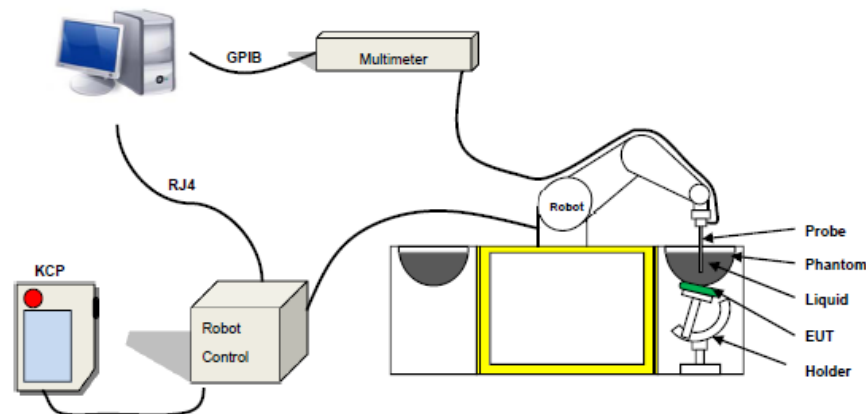 GPIB
Multimeter
RJ4
Robot
KCP
Robot
Control
Probe
Phantom
Liquid
EUT
Holder